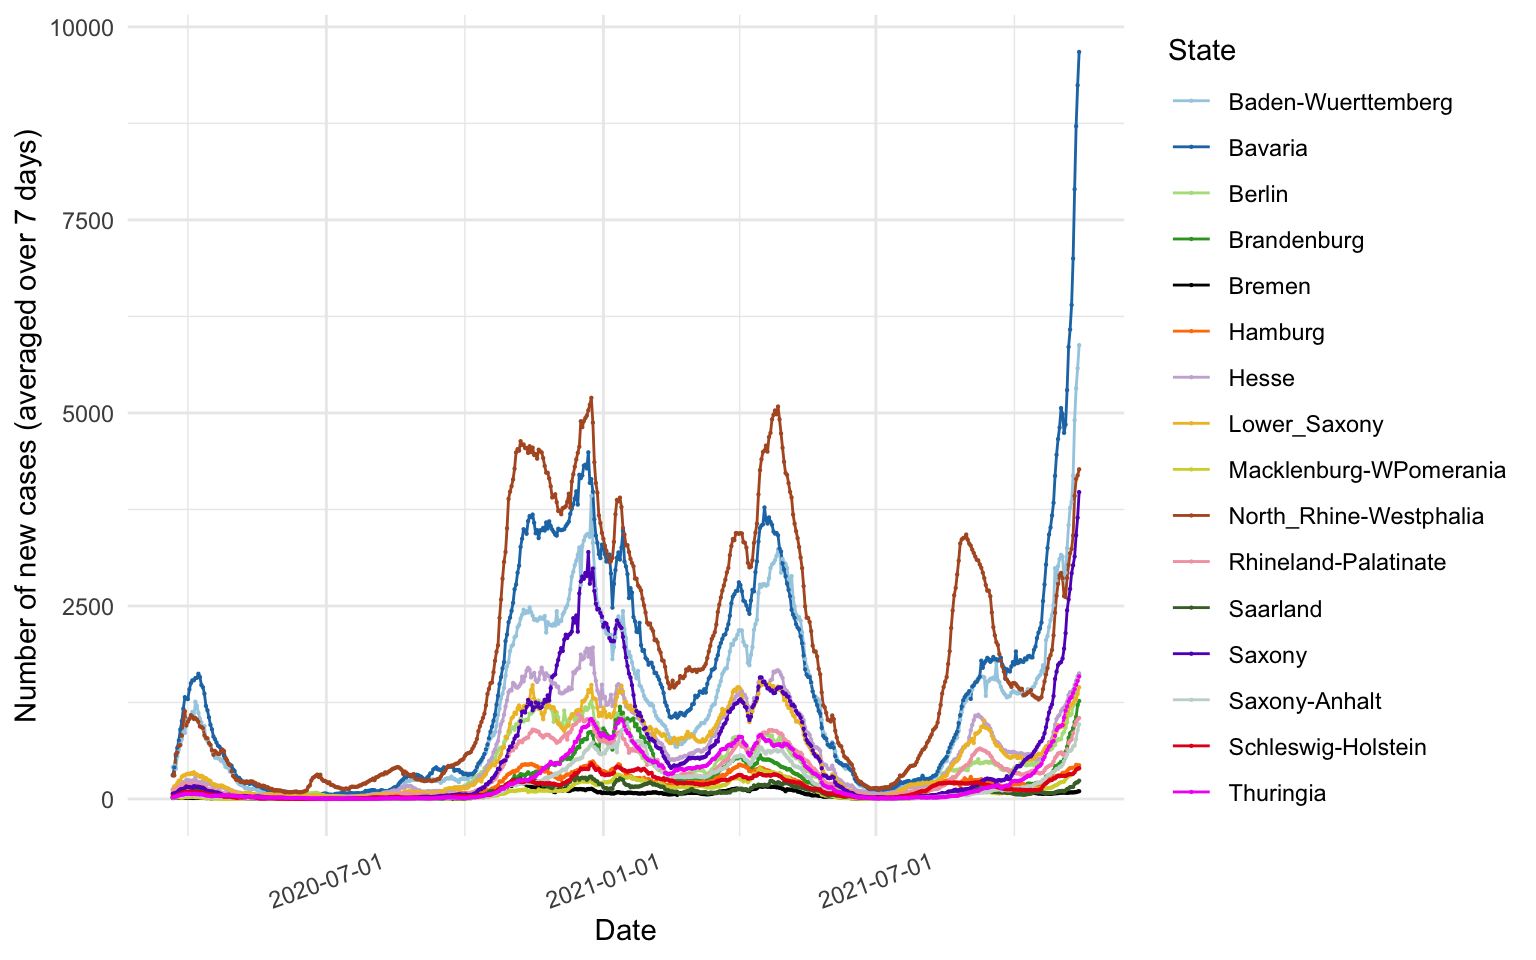 10000
7500
5000
2500
0
Number of new cases (averaged over 7 days)
2020-07-01
2021-01-01
2021-07-01
Date
State
Baden-Wuerttemberg
Bavaria
Berlin
Brandenburg
Bremen
Hamburg
Hesse
Lower_Saxony
Macklenburg-WPomerania
North_Rhine-Westphalia
Rhineland-Palatinate
Saarland
Saxony
Saxony-Anhalt
Schleswig-Holstein
Thuringia